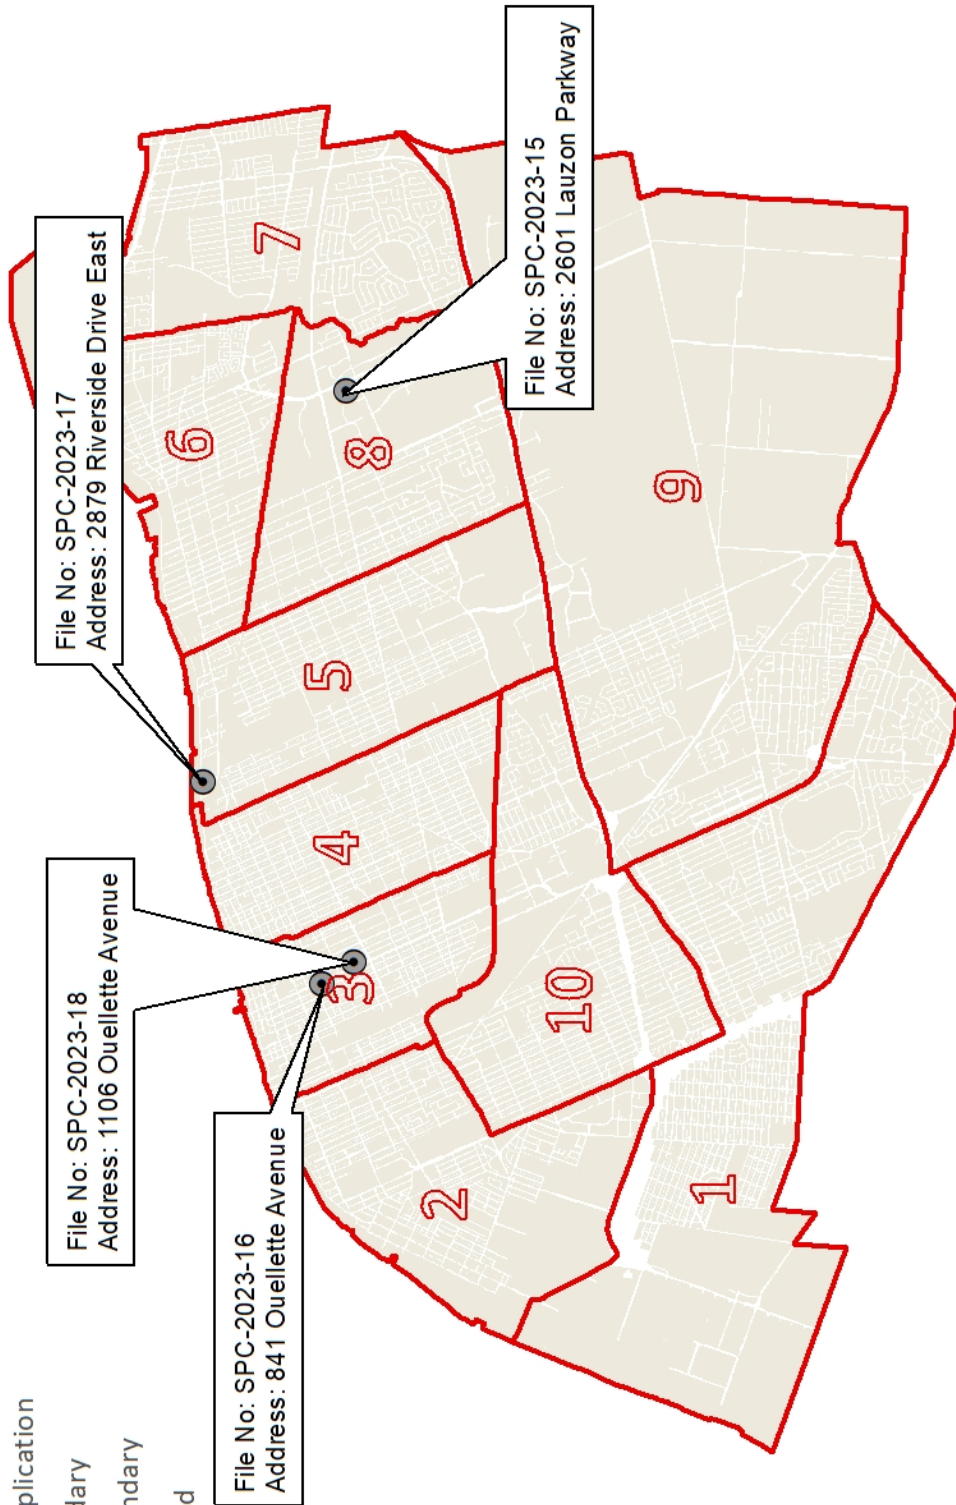 plication
dary
ndary
d
File No: SPC-2023-18
Address: 1106 Ouellette Avenue
File No: SPC-2023-17
Address: 2879 Riverside Drive East
File No: SPC-2023-16
Address: 841 Ouellette Avenue
File No: SPC-2023-15
Address: 2601 Lauzon Parkway
6
7
5
4
3
8
2
10
9
1